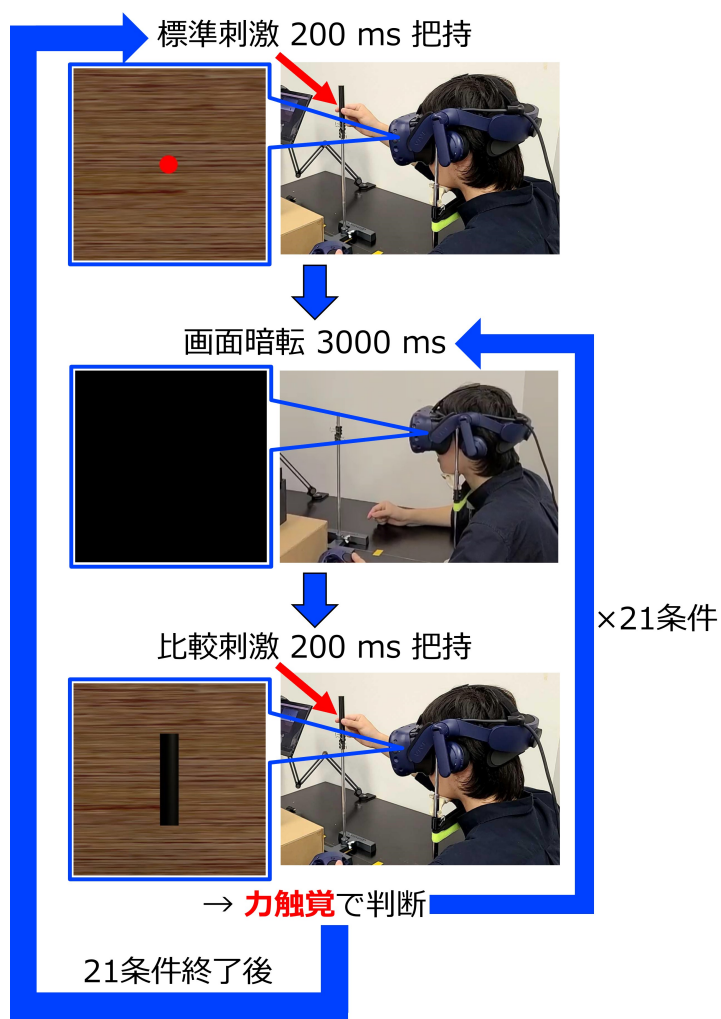 標準刺激 200 ms 把持
画面暗転 3000 ms
×21条件
比較刺激 200 ms 把持
→ 力触覚で判断
21条件終了後